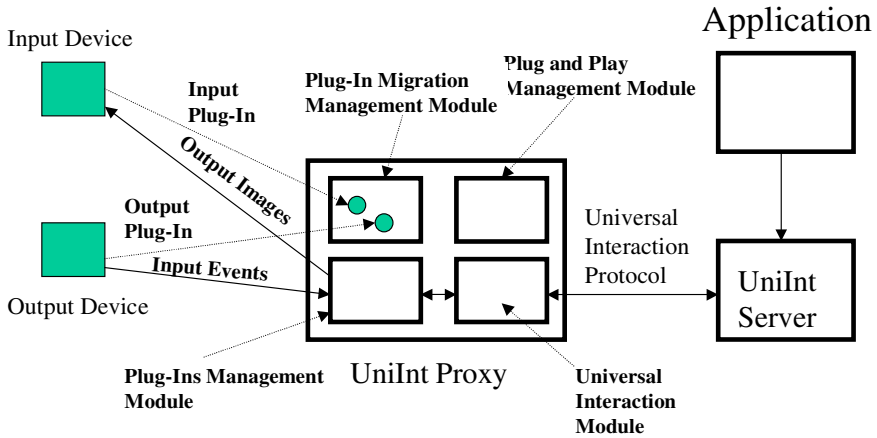 Application
Input Device
Input
Plug-In
Plug-In Migration
Management Module
Plug and Play
Management Module
Output Images
Output
Plug-In
Input Events
Output Device
Universal
Interaction
Protocol
UniInt
Server
Plug-Ins Management
Module
UniInt Proxy
Universal
Interaction
Module